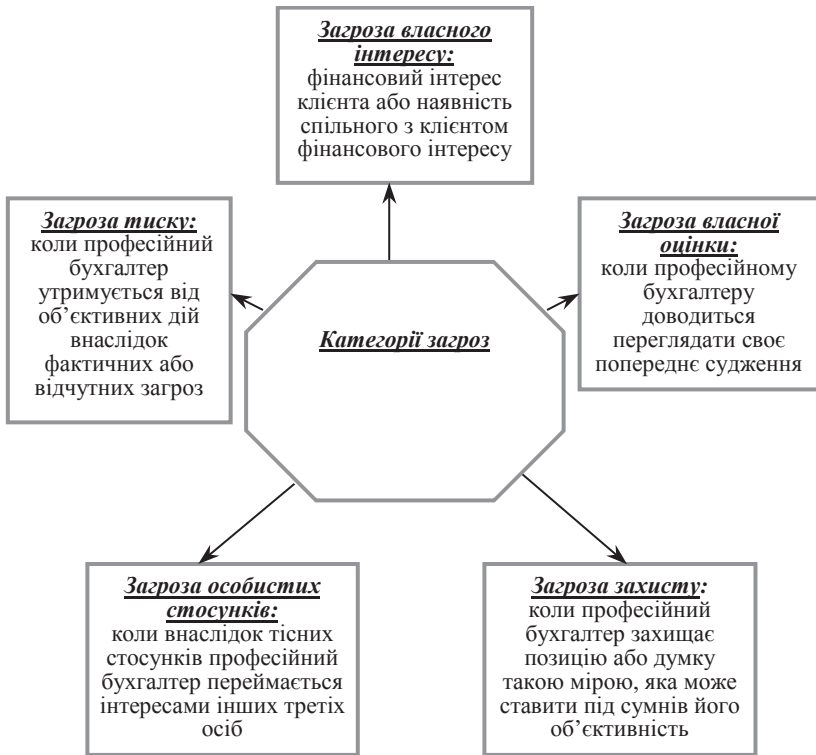 Загроза власного
інтересу:
фінансовий інтерес
клієнта або наявність
спільного з клієнтом
фінансового інтересу
Загроза тиску:
коли професійний
бухгалтер
утримується від
об’єктивних дій
внаслідок
фактичних або
відчутних загроз
Загроза власної
оцінки:
коли професійному
бухгалтеру
доводиться
переглядати своє
попереднє судження
Категорії загроз
Загроза особистих
стосунків:
коли внаслідок тісних
стосунків професійний
бухгалтер переймається
інтересами інших третіх
осіб
Загроза захисту:
коли професійний
бухгалтер захищає
позицію або думку
такою мірою, яка може
ставити під сумнів його
об’єктивність